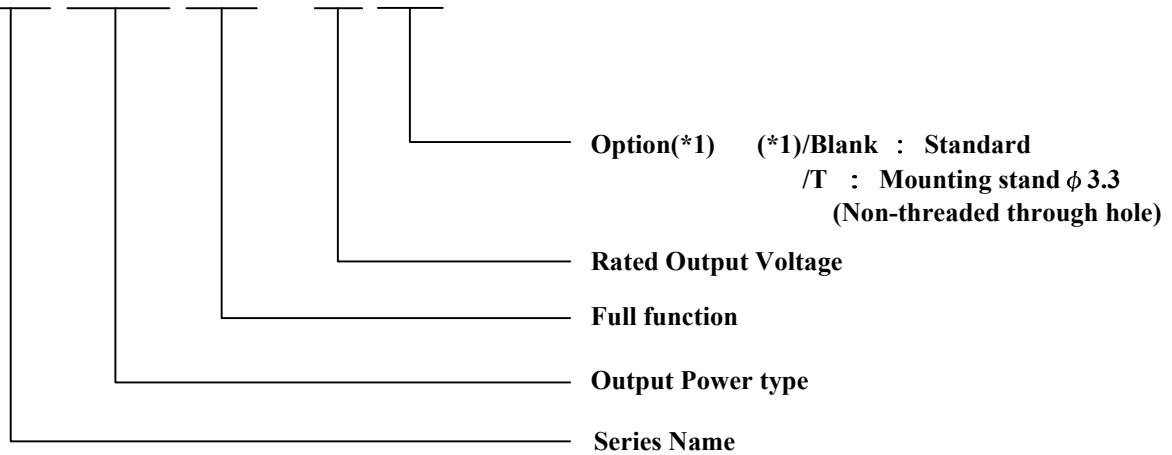 Option(*1) (*1)/Blank : Standard
/T : Mounting stand φ 3.3
(Non-threaded through hole)
Rated Output Voltage
Full function
Output Power type
Series Name